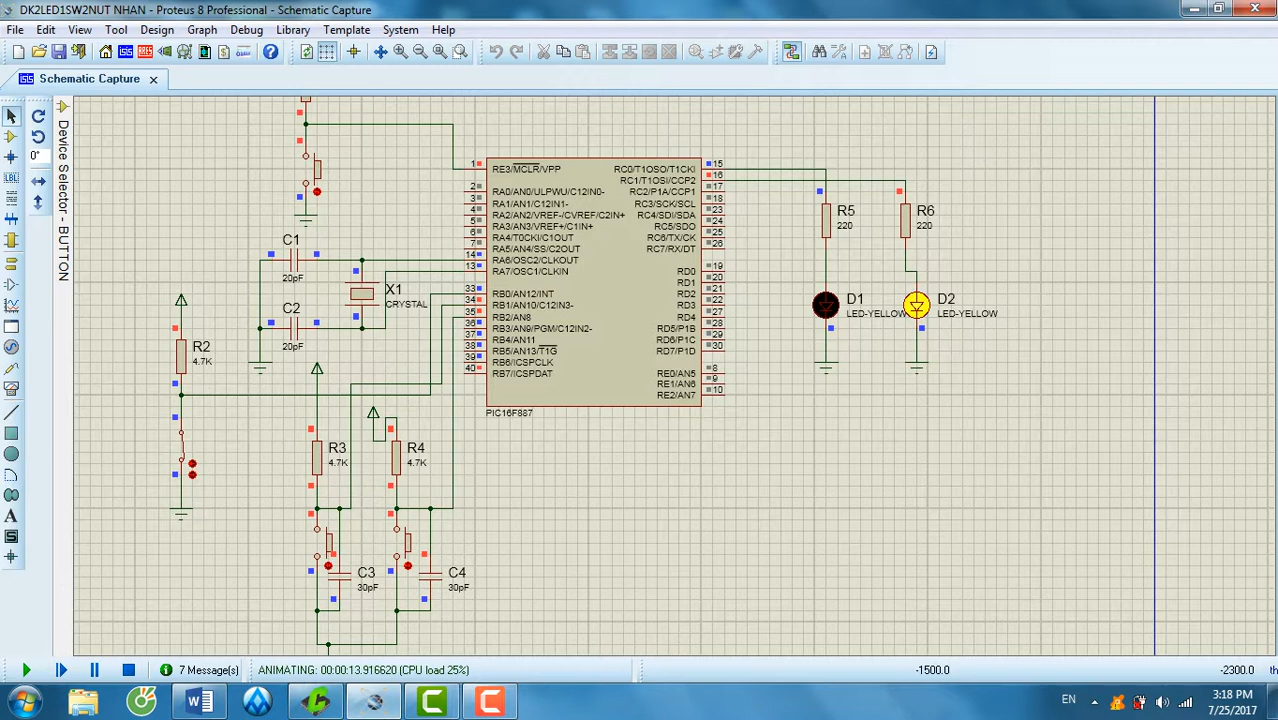 DK2LED1SW2NUT NHAN - Proteus 8 Professional - Schematic Capture
File Edit View Tool Design Graph Debug Library Template System Help
Schematic Capture
0°
LBL
A
Device Selector - BUTTON
C1
20pF
C2
20pF
X1
CRYSTAL
R2
4.7K
R3
4.7K
R4
4.7K
C3
30pF
C4
30pF
1 RE3/MCLR/VPP
2 RA0/AN0/ULPWU/C12IN0-
3 RA1/AN1/C12IN1-
4 RA2/AN2/VREF-/CVREF/C2IN+
5 RA3/AN3/VREF+/C1IN+
6 RA4/T0CKI/C1OUT
7 RA5/AN4/SS/C2OUT
14 RA6/OSC2/CLKOUT
13 RA7/OSC1/CLKIN
33 RB0/AN12/INT
34 RB1/AN10/C12IN3-
35 RB2/AN8
36 RB3/AN9/PGM/C12IN2-
37 RB4/AN11
38 RB5/AN13/T1G
39 RB6/ICSPCLK
40 RB7/ICSPDAT
RC0/T1OSO/T1CKI 15
RC1/T1OSI/CCP2 16
RC2/P1A/CCP1 17
RC3/SCK/SCL 18
RC4/SDI/SDA 23
RC5/SDO 24
RC6/TX/CK 25
RC7/RX/DT 26
RD0 19
RD1 20
RD2 21
RD3 22
RD4 27
RD5/P1B 28
RD6/P1C 29
RD7/P1D 30
RE0/AN5 8
RE1/AN6 9
RE2/AN7 10
PIC16F887
R5
220
R6
220
D1
LED-YELLOW
D2
LED-YELLOW
7 Message(s)
ANIMATING: 00:00:13.916620 (CPU load 25%)
-1500.0
-2300.0
th
EN
3:18 PM
7/25/2017